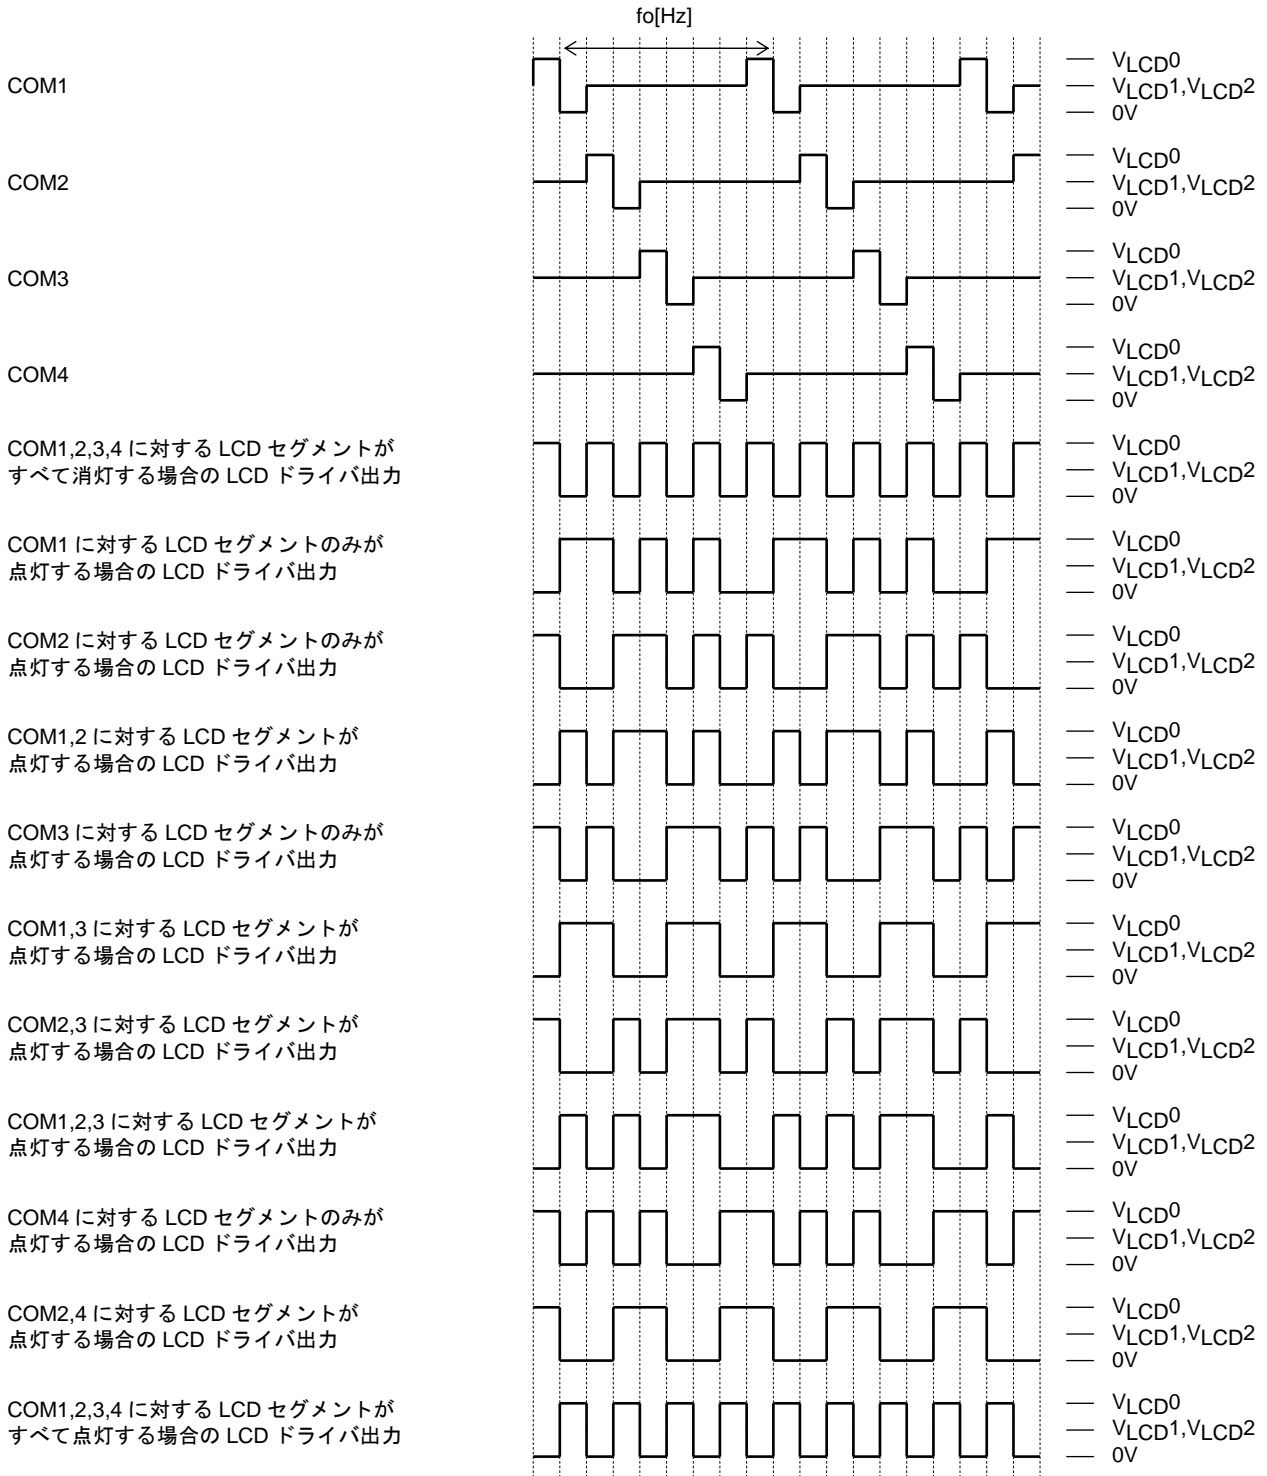 fo[Hz]
COM1
VLCD0
VLCD1,VLCD2
0V
COM2
VLCD0
VLCD1,VLCD2
0V
COM3
VLCD0
VLCD1,VLCD2
0V
COM4
VLCD0
VLCD1,VLCD2
0V
COM1,2,3,4 に対する LCD セグメントが
すべて消灯する場合の LCD ドライバ出力
VLCD0
VLCD1,VLCD2
0V
COM1 に対する LCD セグメントのみが
点灯する場合の LCD ドライバ出力
VLCD0
VLCD1,VLCD2
0V
COM2 に対する LCD セグメントのみが
点灯する場合の LCD ドライバ出力
VLCD0
VLCD1,VLCD2
0V
COM1,2 に対する LCD セグメントが
点灯する場合の LCD ドライバ出力
VLCD0
VLCD1,VLCD2
0V
COM3 に対する LCD セグメントのみが
点灯する場合の LCD ドライバ出力
VLCD0
VLCD1,VLCD2
0V
COM1,3 に対する LCD セグメントが
点灯する場合の LCD ドライバ出力
VLCD0
VLCD1,VLCD2
0V
COM2,3 に対する LCD セグメントが
点灯する場合の LCD ドライバ出力
VLCD0
VLCD1,VLCD2
0V
COM1,2,3 に対する LCD セグメントが
点灯する場合の LCD ドライバ出力
VLCD0
VLCD1,VLCD2
0V
COM4 に対する LCD セグメントのみが
点灯する場合の LCD ドライバ出力
VLCD0
VLCD1,VLCD2
0V
COM2,4 に対する LCD セグメントが
点灯する場合の LCD ドライバ出力
VLCD0
VLCD1,VLCD2
0V
COM1,2,3,4 に対する LCD セグメントが
すべて点灯する場合の LCD ドライバ出力
VLCD0
VLCD1,VLCD2
0V